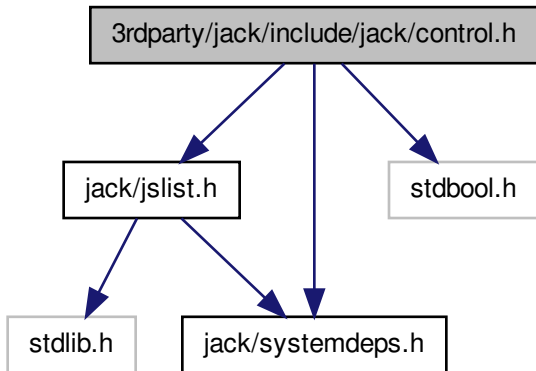 3rdparty/jack/include/jack/control.h
jack/jslist.h
stdbool.h
stdlib.h
jack/systemdeps.h